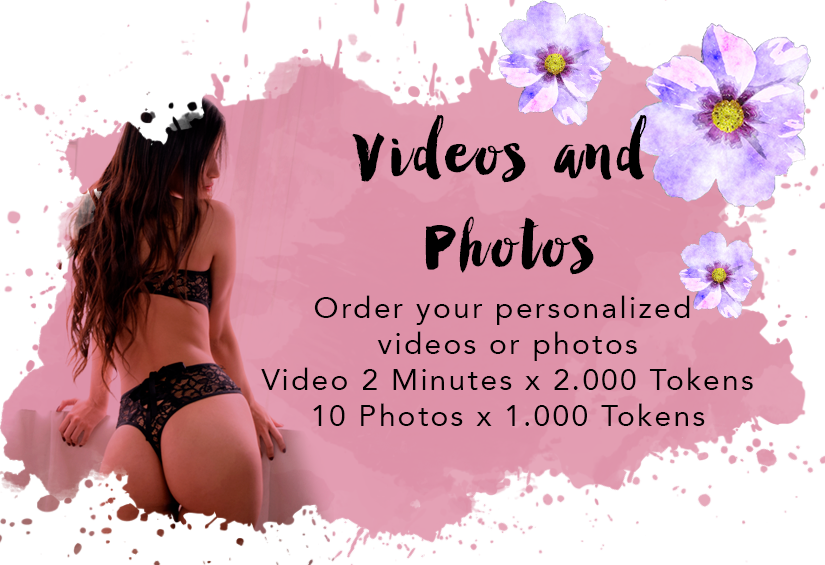 Videos and
Photos
Order your personalized
videos or photos
Video 2 Minutes x 2.000 Tokens
10 Photos x 1.000 Tokens